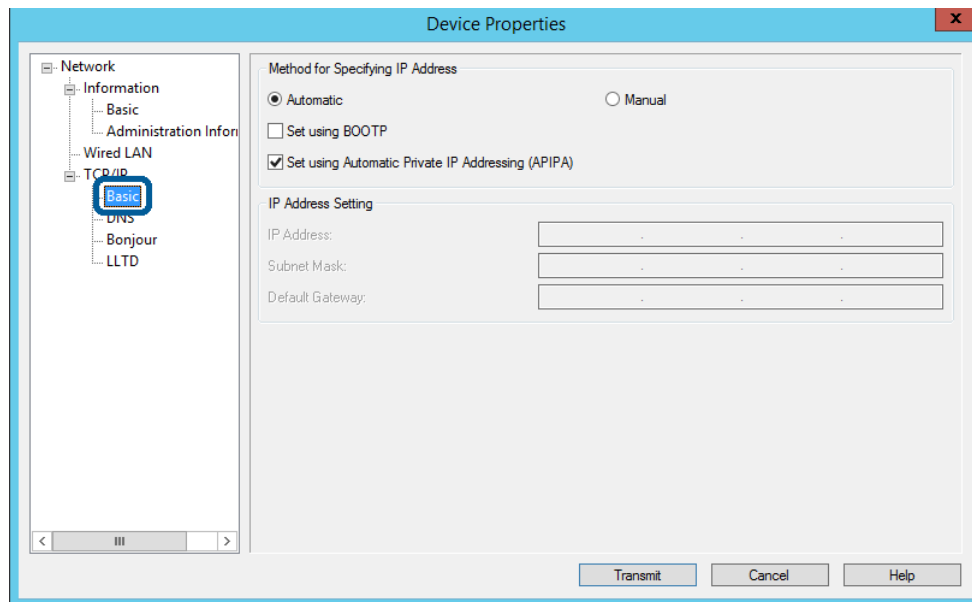 Device Properties
x
Network
Information
Basic
Administration Infor
Wired LAN
TCP/IP
Basic
DNS
Bonjour
LLTD
Method for Specifying IP Address
Automatic
Manual
Set using BOOTP
Set using Automatic Private IP Addressing (APIPA)
IP Address Setting
IP Address:
Subnet Mask:
Default Gateway:
Transmit
Cancel
Help